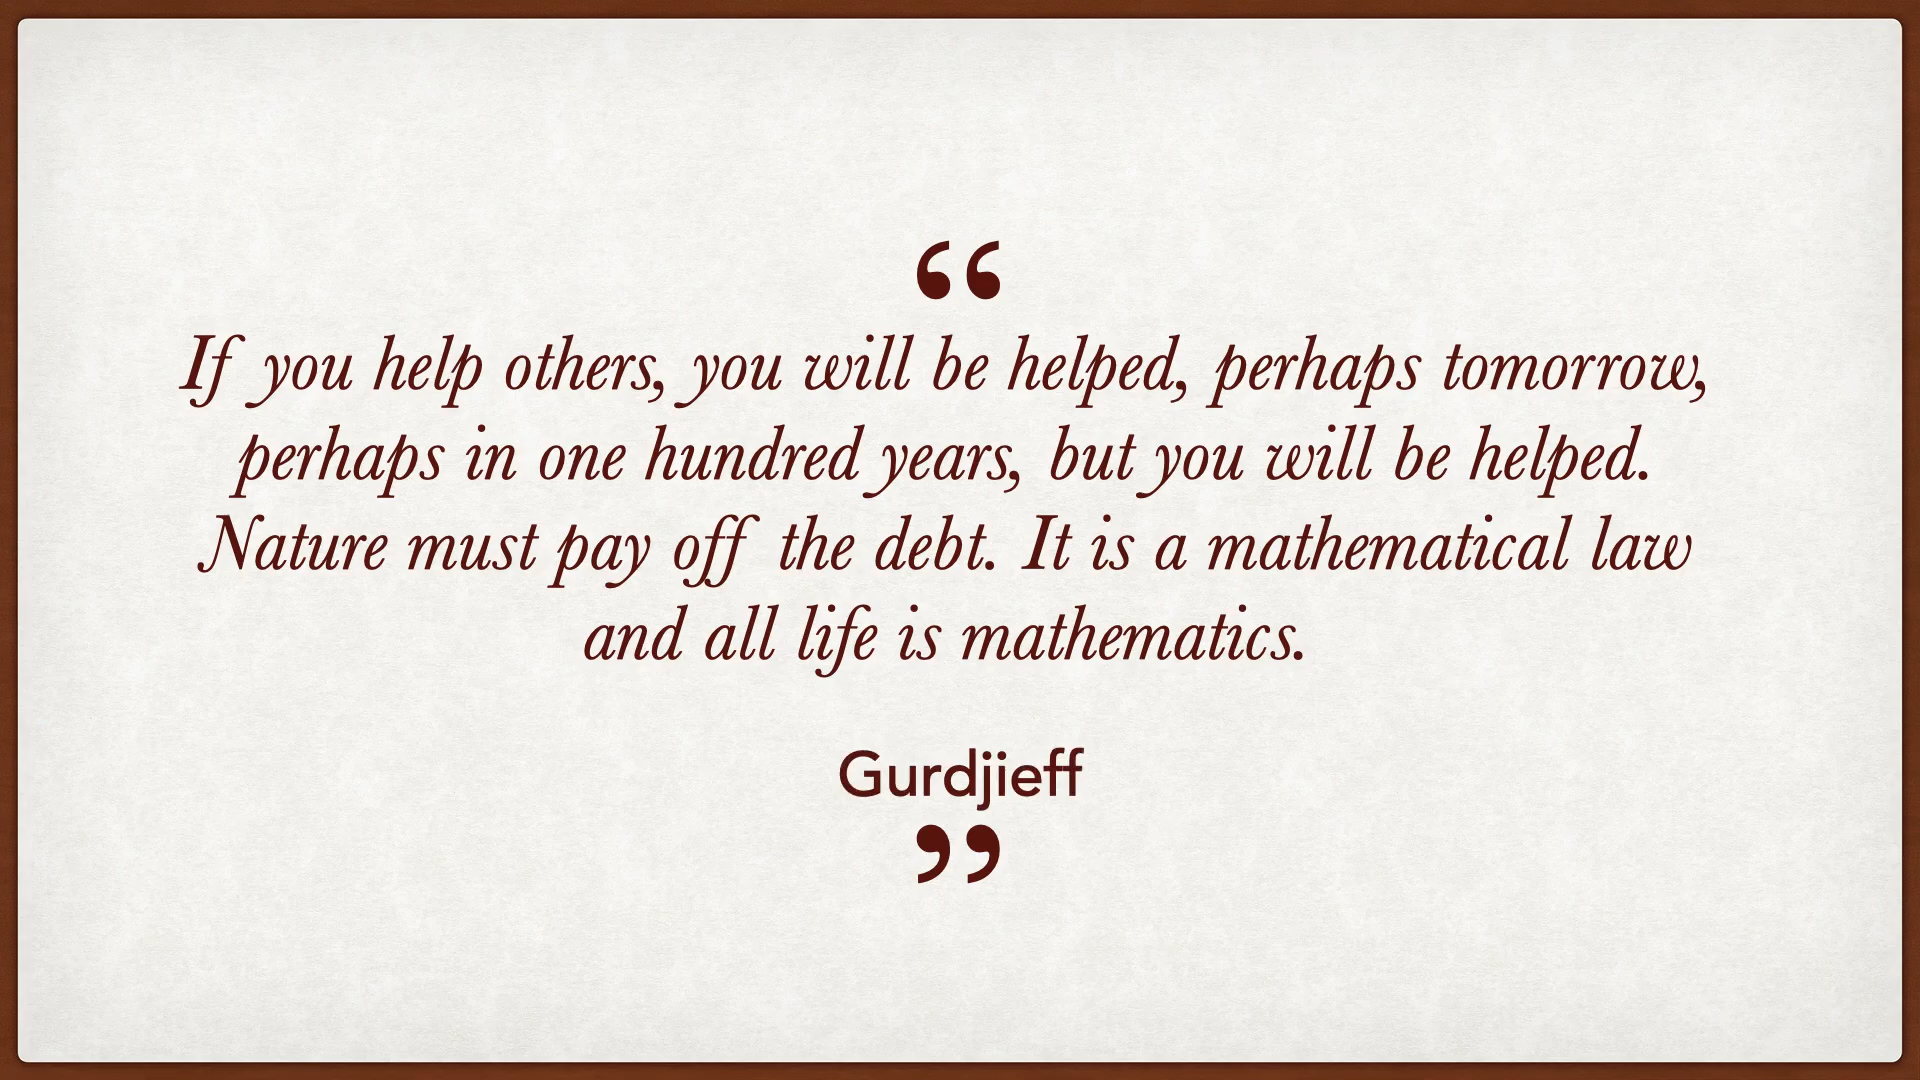 “
If you help others, you will be helped, perhaps tomorrow,
perhaps in one hundred years, but you will be helped.
Nature must pay off the debt. It is a mathematical law
and all life is mathematics.
Gurdjieff
”